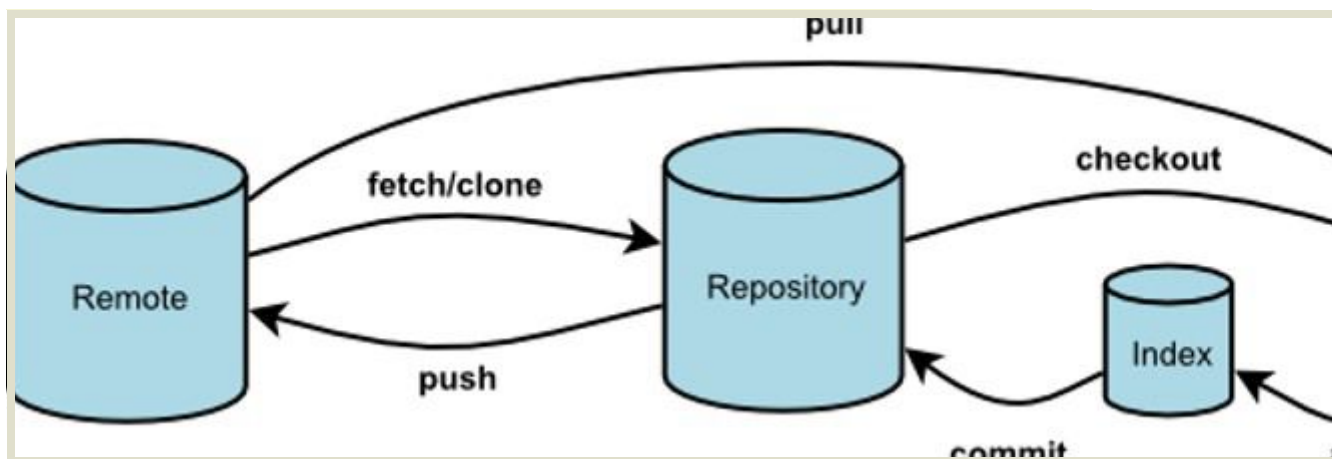 pull
checkout
fetch/clone
Remote
Repository
Index
push
commit